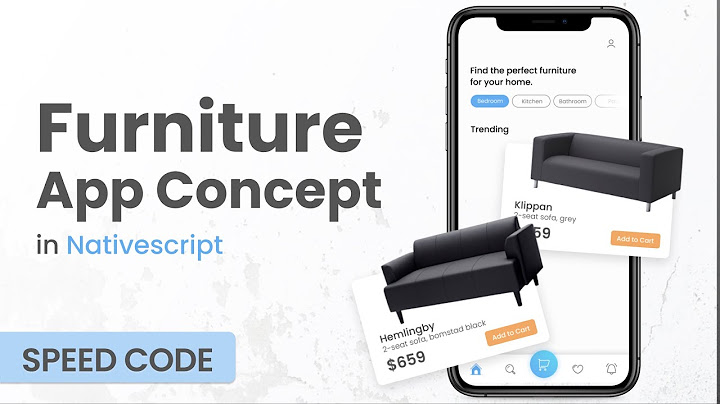 Furniture
App Concept
in Nativescript
SPEED CODE
Find the perfect furniture
for your home.
Bedroom
Kitchen
Bathroom
Trending
Klippan
2-seat sofa, grey
Add to Cart
Hemlingby
2-seat sofa, bomstad black
$659
Add to Cart